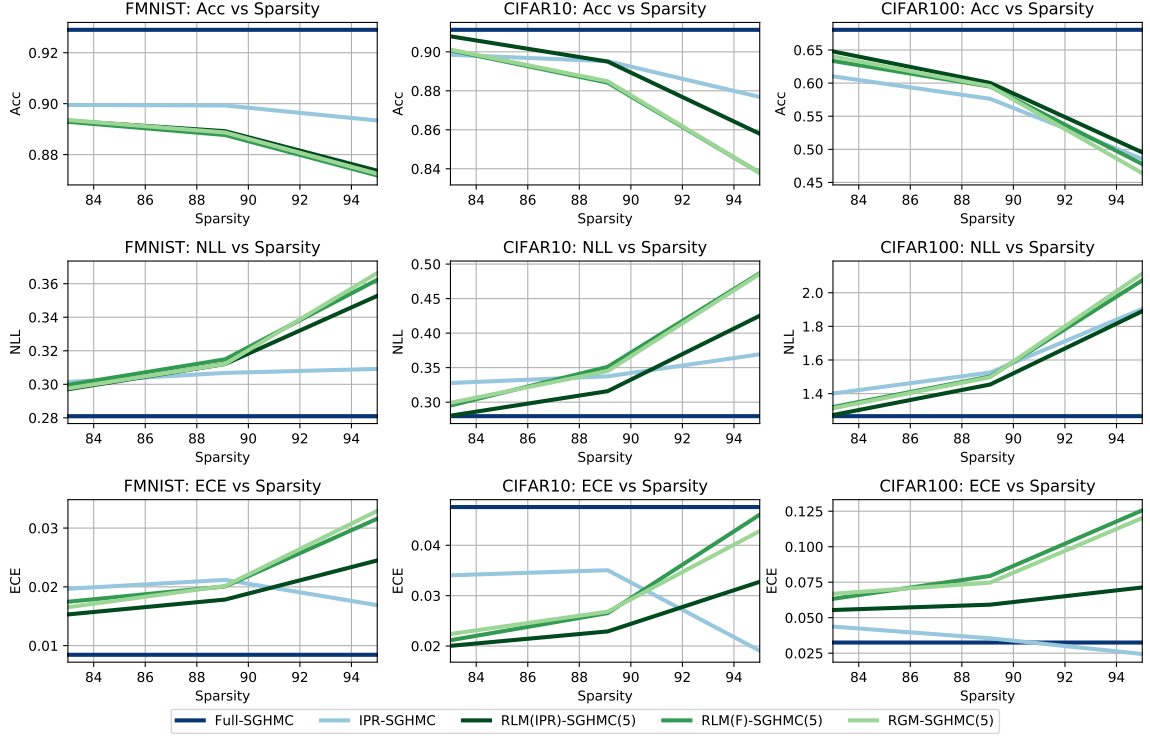 FMNIST: Acc vs Sparsity
CIFAR10: Acc vs Sparsity
CIFAR100: Acc vs Sparsity
Acc
0.92
0.90
0.88
84 86 88 90 92 94
Sparsity
Acc
0.90
0.88
0.86
0.84
84 86 88 90 92 94
Sparsity
Acc
0.65
0.60
0.55
0.50
0.45
84 86 88 90 92 94
Sparsity
FMNIST: NLL vs Sparsity
CIFAR10: NLL vs Sparsity
CIFAR100: NLL vs Sparsity
NLL
0.36
0.34
0.32
0.30
0.28
84 86 88 90 92 94
Sparsity
NLL
0.50
0.45
0.40
0.35
0.30
84 86 88 90 92 94
Sparsity
NLL
2.0
1.8
1.6
1.4
84 86 88 90 92 94
Sparsity
FMNIST: ECE vs Sparsity
CIFAR10: ECE vs Sparsity
CIFAR100: ECE vs Sparsity
ECE
0.03
0.02
0.01
84 86 88 90 92 94
Sparsity
ECE
0.04
0.03
0.02
84 86 88 90 92 94
Sparsity
ECE
0.125
0.100
0.075
0.050
0.025
84 86 88 90 92 94
Sparsity
Full-SGHMC IPR-SGHMC RLM(IPR)-SGHMC(5) RLM(F)-SGHMC(5) RGM-SGHMC(5)